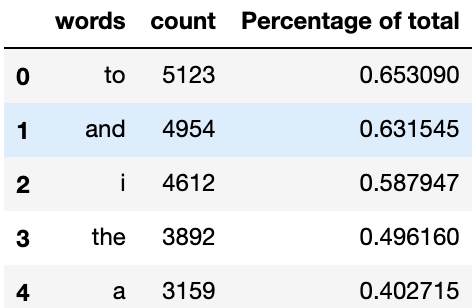 words count Percentage of total
0 to 5123 0.653090
1 and 4954 0.631545
2 i 4612 0.587947
3 the 3892 0.496160
4 a 3159 0.402715